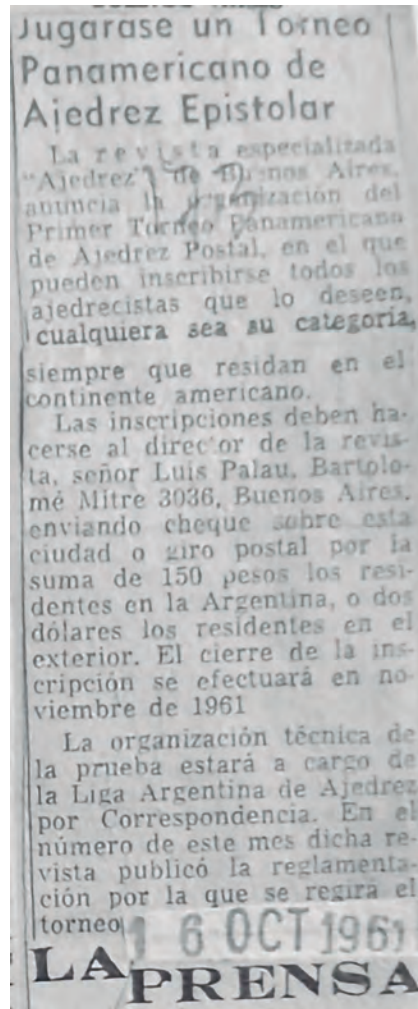 Jugarase un Torneo
Panamericano de
Ajedrez Epistolar
La revista especializada
"Ajedrez" de Buenos Aires,
anuncia la organización del
Primer Torneo Panamericano
de Ajedrez Postal, en el que
pueden inscribirse todos los
ajedrecistas que lo deseen,
cualquiera sea su categoría,
siempre que residan en el
continente americano.
Las inscripciones deben ha-
cerse al director de la revis-
ta, señor Luis Palau, Bartolo-
mé Mitre 3036, Buenos Aires,
enviando cheque sobre esta
ciudad o giro postal por la
suma de 150 pesos los resi-
dentes en la Argentina, o dos
dólares los residentes en el
exterior. El cierre de la ins-
cripción se efectuará en no-
viembre de 1961
La organización técnica de
la prueba estará a cargo de
la Liga Argentina de Ajedrez
por Correspondencia. En el
número de este mes dicha re-
vista publicó la reglamenta-
ción por la que se regirá el
torneo
16 OCT 1961
LA PRENSA